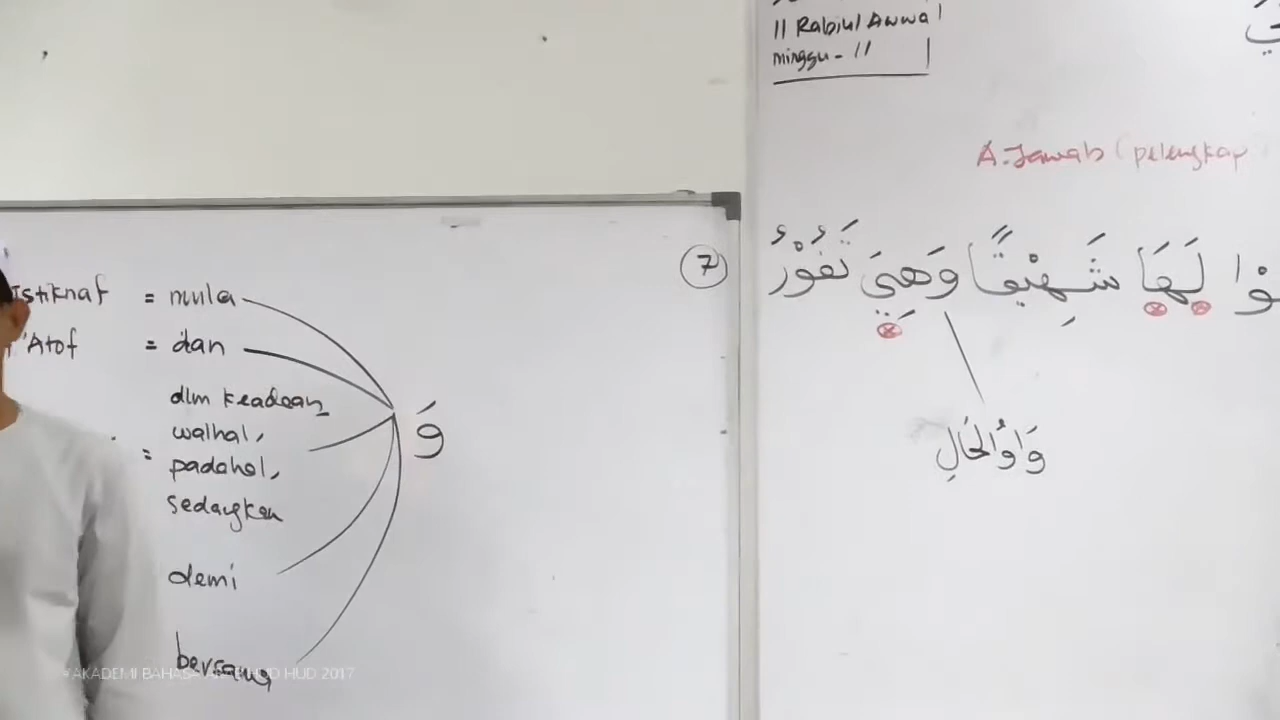 Istiknaf = mula
'Atof = dan
dlm keadaan
walhal,
= padahal,
sedangkan
demi
bersama
وَ
7
11 Rabiul Awwal
minggu - 11
A. Jawab (pelengkap
وْا لَهَا شَهِيْقًا وَهِيَ تَفُوْرُ
وَاوُ الْحَالِ
AKADEMI BAHASA ARAB HUD HUD 2017